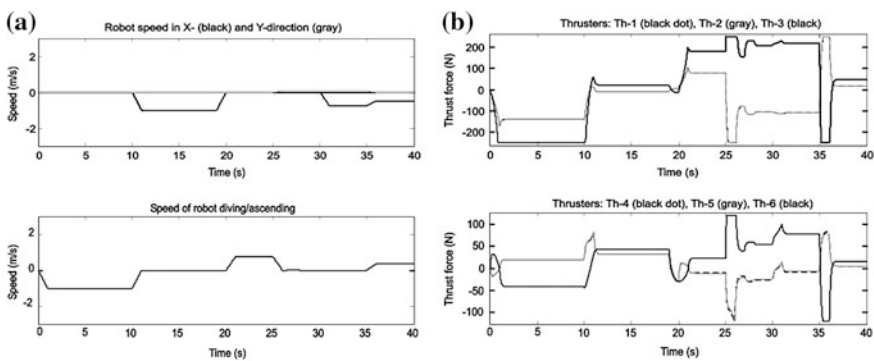 (a)
Robot speed in X- (black) and Y-direction (gray)
Speed (m/s)
2
0
-2
0 5 10 15 20 25 30 35 40
Time (s)
Speed of robot diving/ascending
Speed (m/s)
2
0
-2
0 5 10 15 20 25 30 35 40
Time (s)
(b)
Thrusters: Th-1 (black dot), Th-2 (gray), Th-3 (black)
Thrust force (N)
200
100
0
-100
-200
0 5 10 15 20 25 30 35 40
Time (s)
Thrusters: Th-4 (black dot), Th-5 (gray), Th-6 (black)
Thrust force (N)
100
50
0
-50
-100
0 5 10 15 20 25 30 35 40
Time (s)